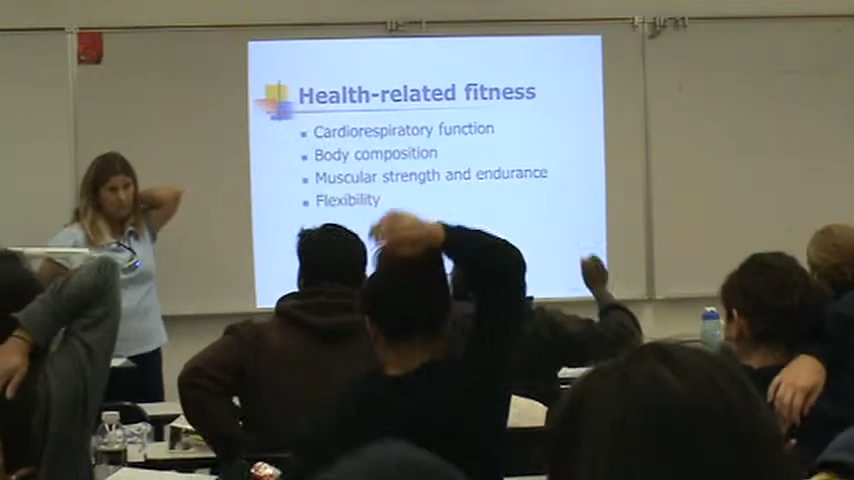 Health-related fitness
Cardiorespiratory function
Body composition
Muscular strength and endurance
Flexibility